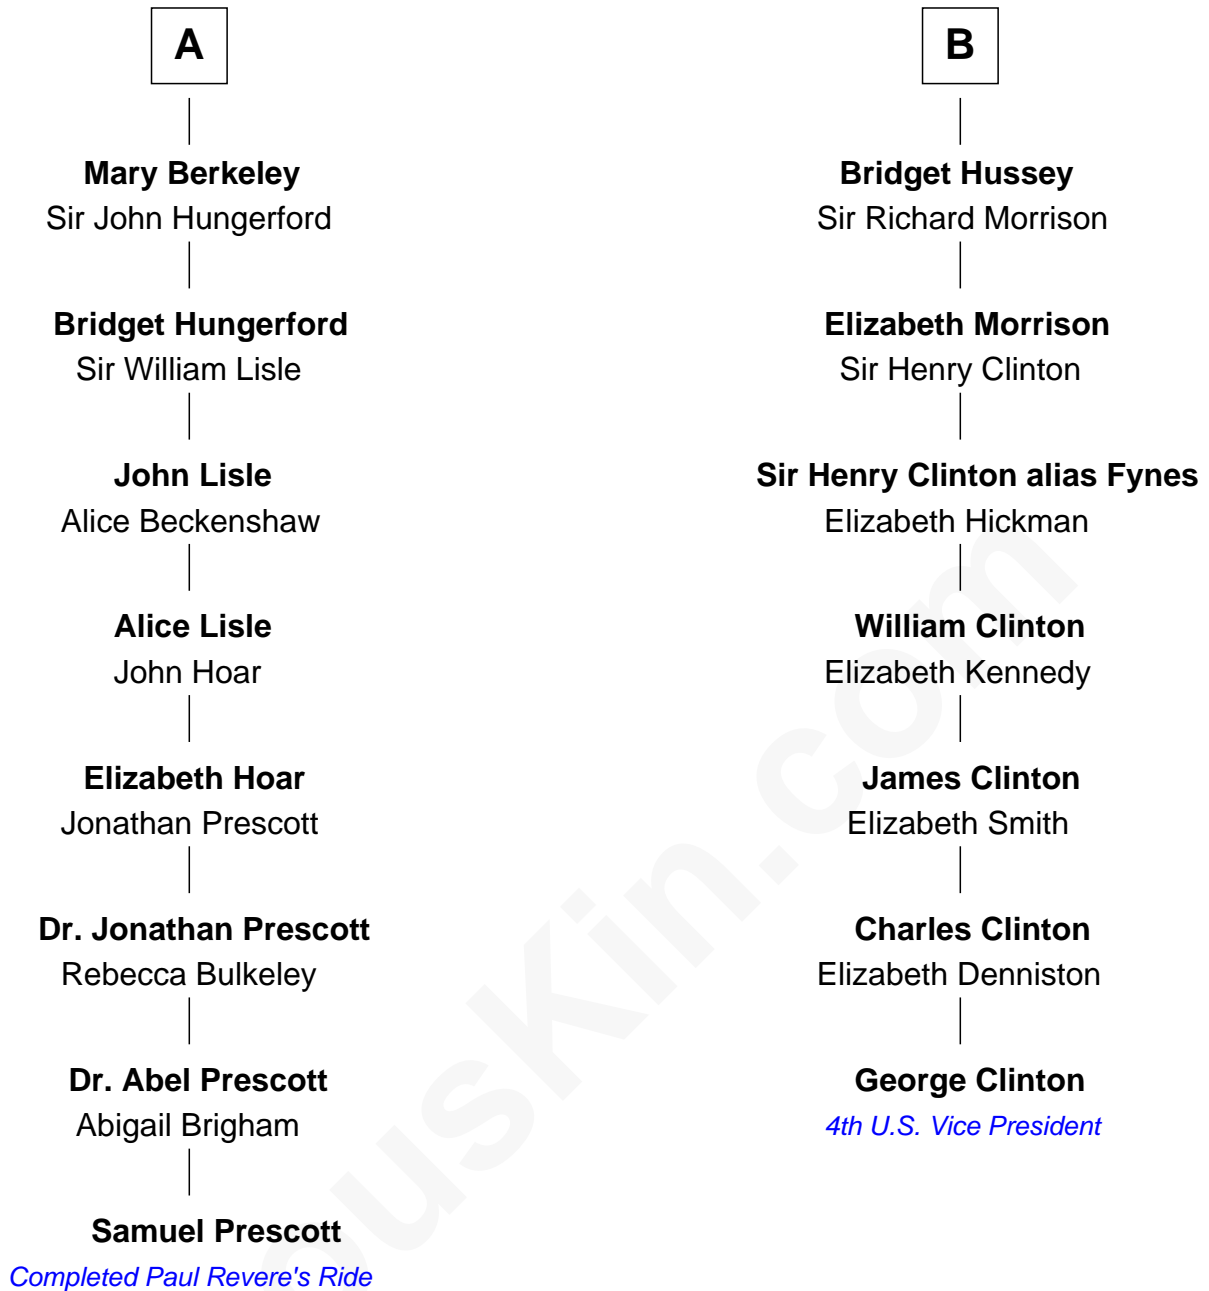 A
Mary Berkeley
Sir John Hungerford
Bridget Hungerford
Sir William Lisle
John Lisle
Alice Beckenshaw
Alice Lisle
John Hoar
Elizabeth Hoar
Jonathan Prescott
Dr. Jonathan Prescott
Rebecca Bulkeley
Dr. Abel Prescott
Abigail Brigham
Samuel Prescott
Completed Paul Revere's Ride
B
Bridget Hussey
Sir Richard Morrison
Elizabeth Morrison
Sir Henry Clinton
Sir Henry Clinton alias Fynes
Elizabeth Hickman
William Clinton
Elizabeth Kennedy
James Clinton
Elizabeth Smith
Charles Clinton
Elizabeth Denniston
George Clinton
4th U.S. Vice President
ousKin.com